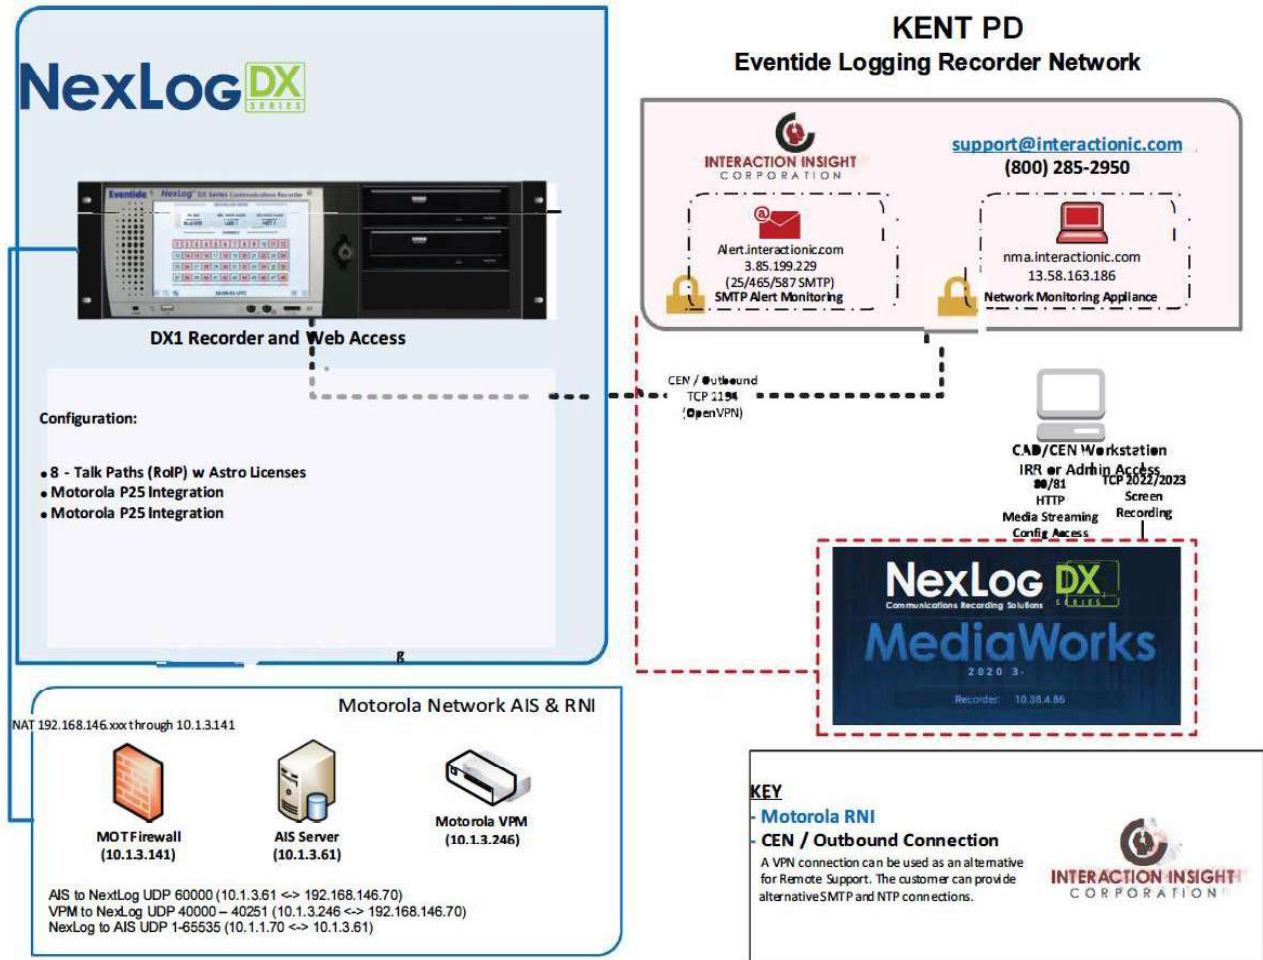 KENT PD
Eventide Logging Recorder Network
NEXLOG DX
SERIES
Eventide NexLog DX Series Communications Recorder
DX1 Recorder and Web Access
Configuration:
• 8 - Talk Paths (RoIP) w Astro Licenses
• Motorola P25 Integration
• Motorola P25 Integration
g
INTERACTION INSIGHT
CORPORATION
support@interactionic.com
(800) 285-2950
Alert.interactionic.com
3.85.199.229
(25/465/587 SMTP)
SMTP Alert Monitoring
nma.interactionic.com
13.58.163.186
Network Monitoring Appliance
CEN / Outbound
TCP 1194
(OpenVPN)
CAD/CEN Workstation
IRR or Admin Access
80/81
HTTP
Media Streaming
Config Access
TCP 2022/2023
Screen
Recording
NEXLOG DX
SERIES
Communications Recording Solutions
MediaWorks
2020 3-
Recorder: 10.38.4.86
Motorola Network AIS & RNI
NAT 192.168.146.xxx through 10.1.3.141
MOT Firewall
(10.1.3.141)
AIS Server
(10.1.3.61)
Motorola VPM
(10.1.3.246)
AIS to NextLog UDP 60000 (10.1.3.61 <-> 192.168.146.70)
VPM to NexLog UDP 40000 – 40251 (10.1.3.246 <-> 192.168.146.70)
NexLog to AIS UDP 1-65535 (10.1.1.70 <-> 10.1.3.61)
KEY
- Motorola RNI
- CEN / Outbound Connection
A VPN connection can be used as an alternative
for Remote Support. The customer can provide
alternative SMTP and NTP connections.
INTERACTION INSIGHT
CORPORATION